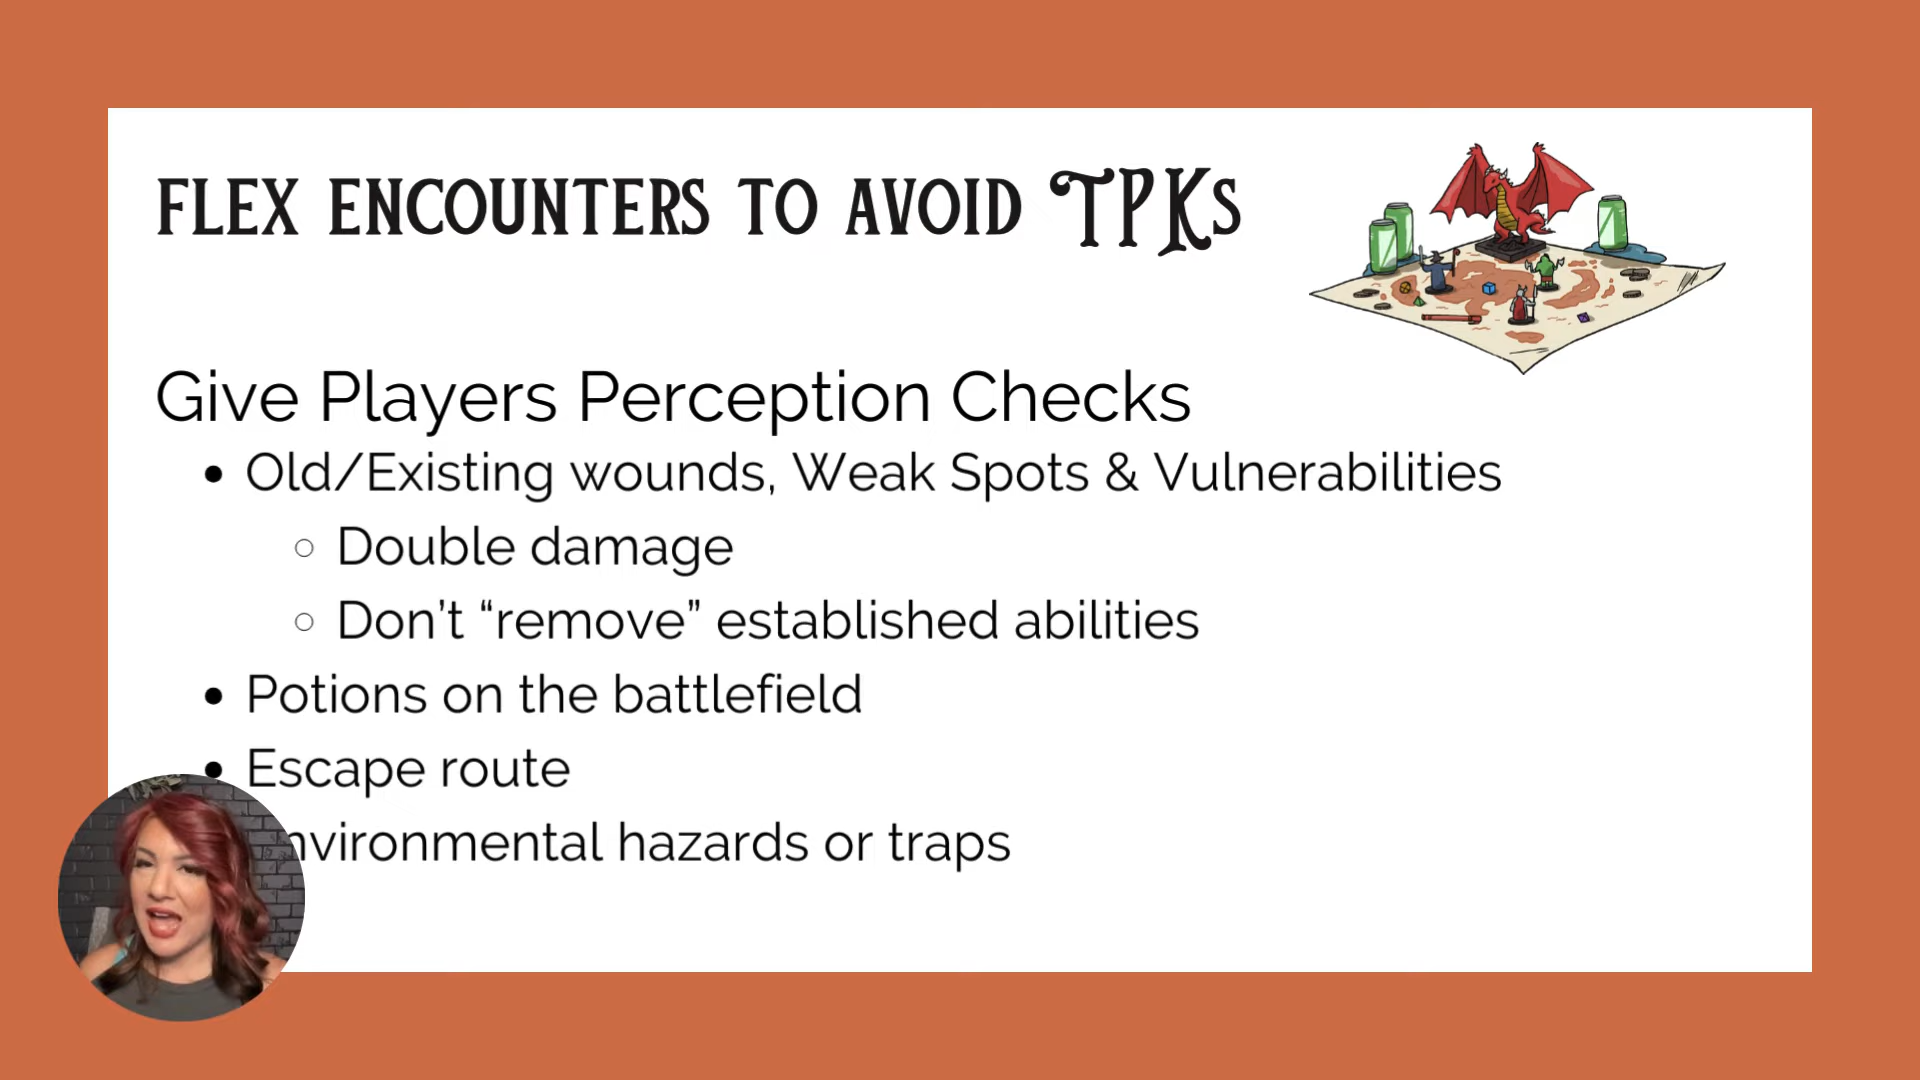 FLEX ENCOUNTERS TO AVOID TPKS
Give Players Perception Checks
• Old/Existing wounds, Weak Spots & Vulnerabilities
○ Double damage
○ Don’t “remove” established abilities
• Potions on the battlefield
• Escape route
nvironmental hazards or traps